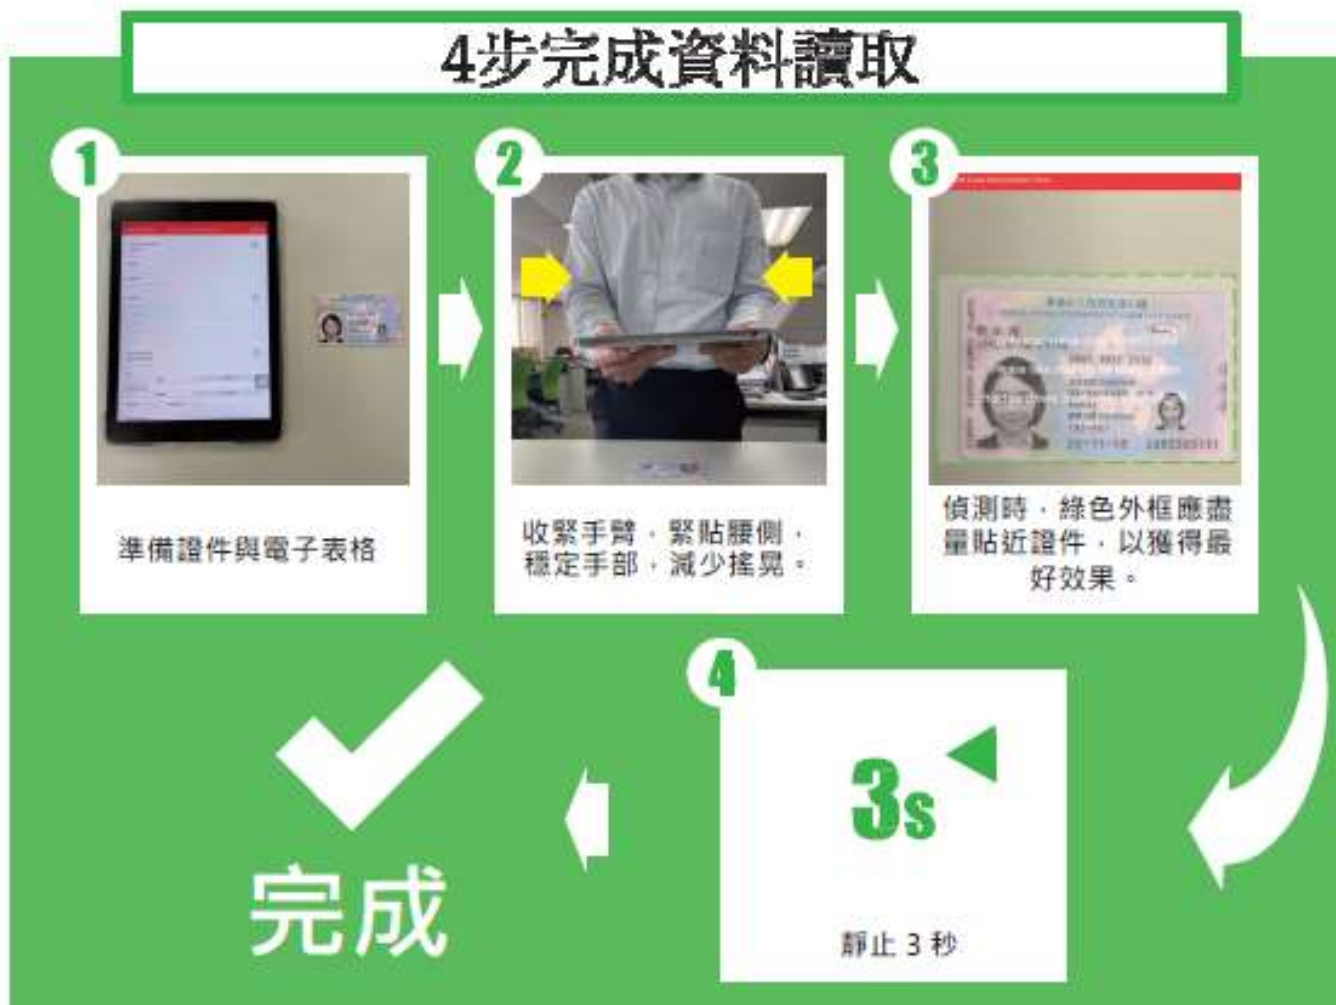 4步完成資料讀取
1
2
3
準備證件與電子表格
收緊手臂，緊貼腰側，
穩定手部，減少搖晃。
偵測時，綠色外框應盡
量貼近證件，以獲得最
好效果。
4
3s
靜止 3 秒
完成